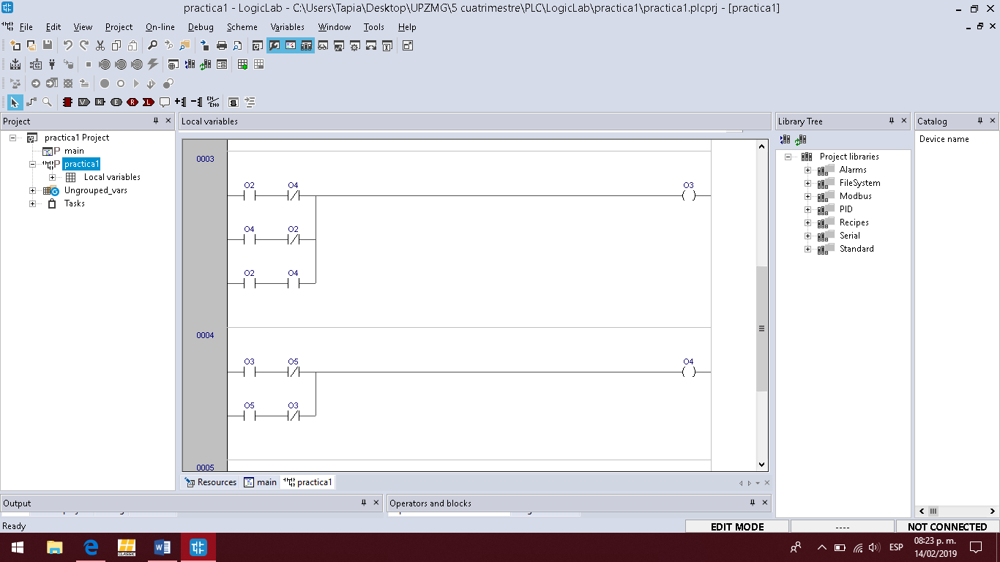 practica1 - LogicLab - C:\Users\Tapia\Desktop\UPZMG\5 cuatrimestre\PLC\LogicLab\practica1\practica1.plcprj - [practica1]
File Edit View Project On-line Debug Scheme Variables Window Tools Help
Project
Local variables
Library Tree
Catalog
practica1 Project
main
practica1
Local variables
Ungrouped_vars
Tasks
0003
O2 O4 O3
O4 O2
O2 O4
0004
O3 O5 O4
O5 O3
0005
Project libraries
Alarms
FileSystem
Modbus
PID
Recipes
Serial
Standard
Device name
Resources main practica1
Output
Operators and blocks
Ready
EDIT MODE
----
NOT CONNECTED
ESP
08:23 p. m.
14/02/2019